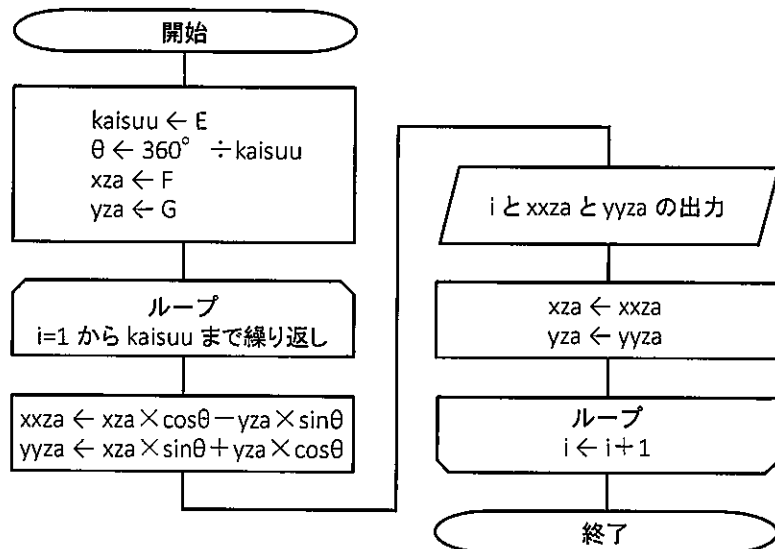 開始
kaisuu ← E
θ ← 360° ÷kaisuu
xza ← F
yza ← G
ループ
i=1 から kaisuu まで繰り返し
xxza ← xza×cosθ−yza×sinθ
yyza ← xza×sinθ+yza×cosθ
i と xxza と yyza の出力
xza ← xxza
yza ← yyza
ループ
i ← i+1
終了